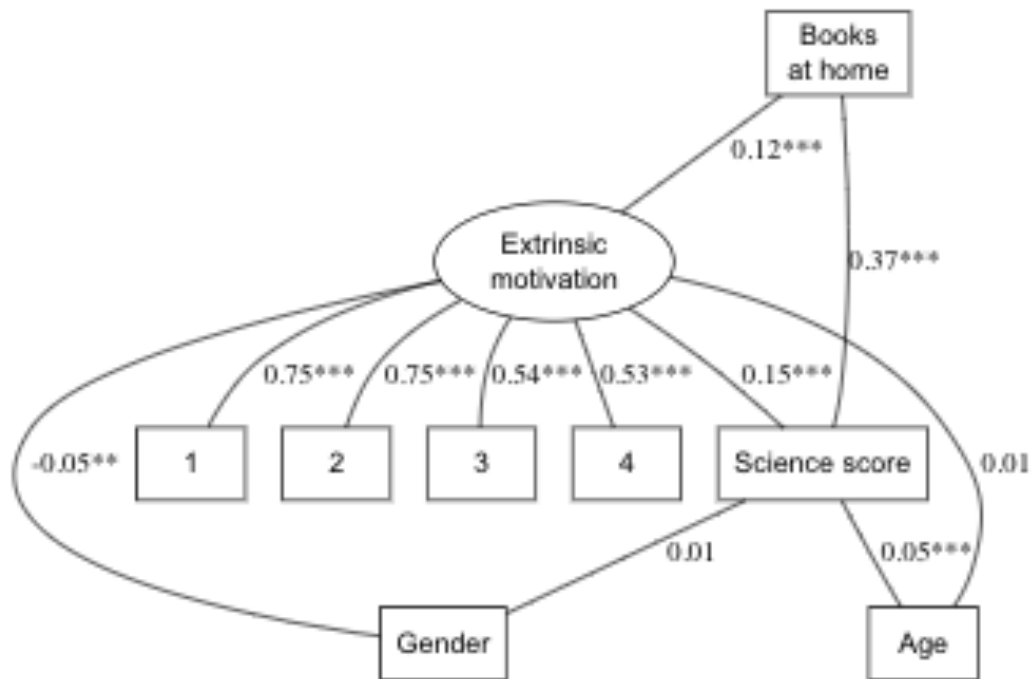 Books
at home
0.12***
Extrinsic
motivation
0.37***
0.75***
0.75***
0.54***
0.53***
0.15***
-0.05**
1
2
3
4
Science score
0.01
0.01
0.05***
Gender
Age